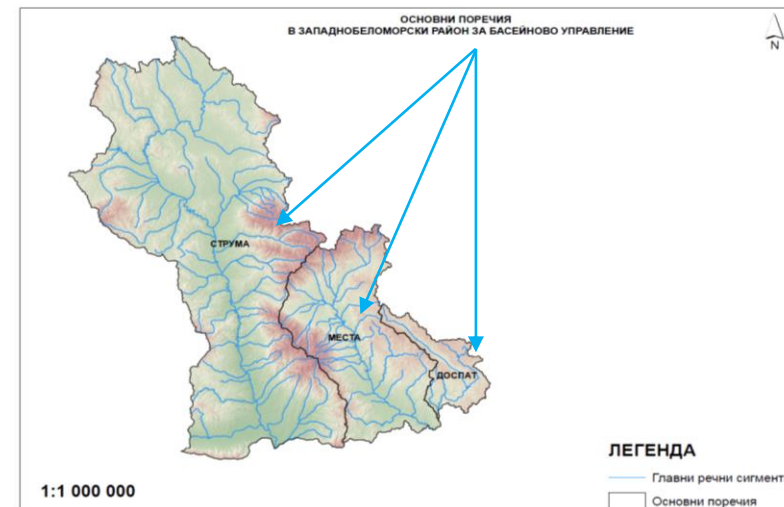 ОСНОВНИ ПОРЕЧИЯ
В ЗАПАДНОБЕЛОМОРСКИ РАЙОН ЗА БАСЕЙНОВО УПРАВЛЕНИЕ
N
СТРУМА
МЕСТА
ДОСПАТ
ЛЕГЕНДА
Главни речни сигмент
Основни поречия
1:1 000 000